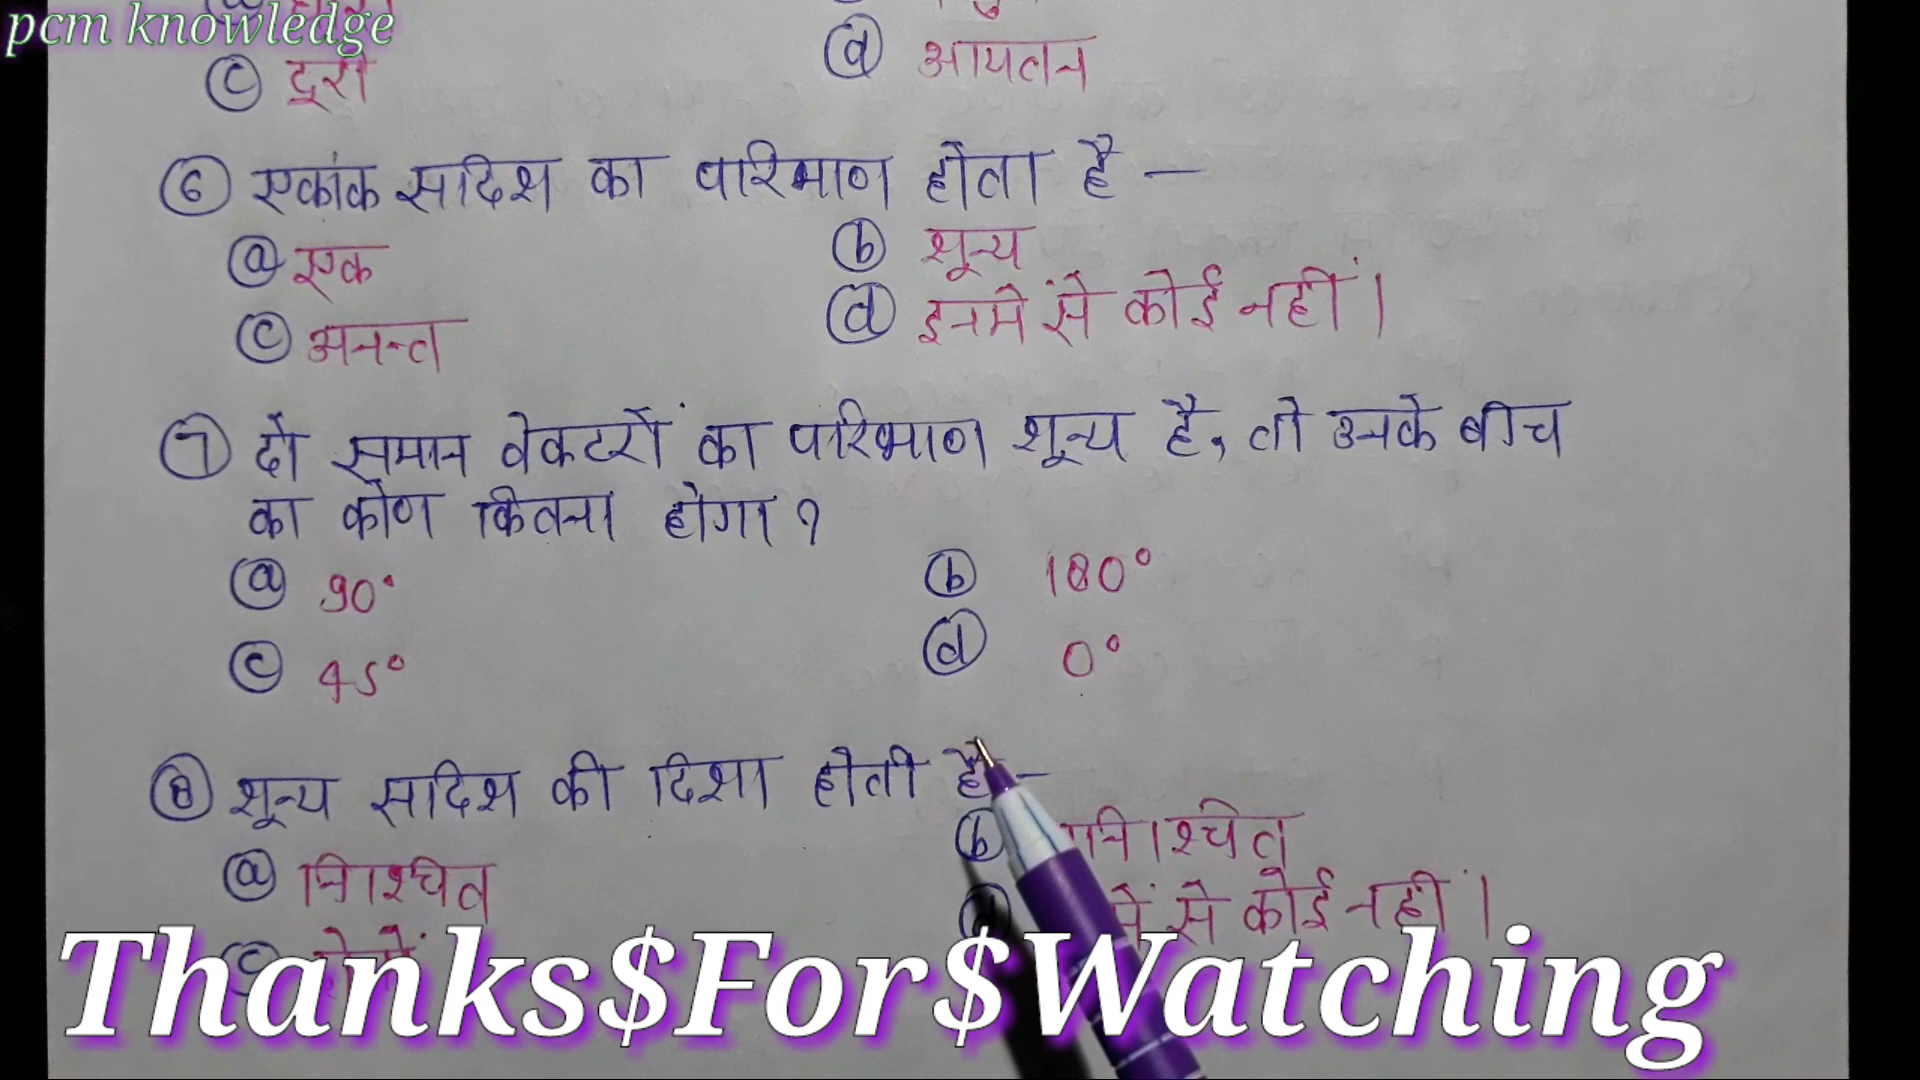 pcm knowledge
c दूरी
d आयतन
6 एकांक सदिश का परिमाण होता है —
a एक
b शून्य
c अनन्त
d इनमे से कोई नहीं।
7 दो समान वेक्टरों का परिमाण शून्य है, तो उनके बीच
का कोण कितना होगा?
a 90°
b 180°
c 45°
d 0°
8 शून्य सदिश की दिशा होती है —
a निश्चित
b
d में से कोई नहीं।
c
Thanks$For$Watching